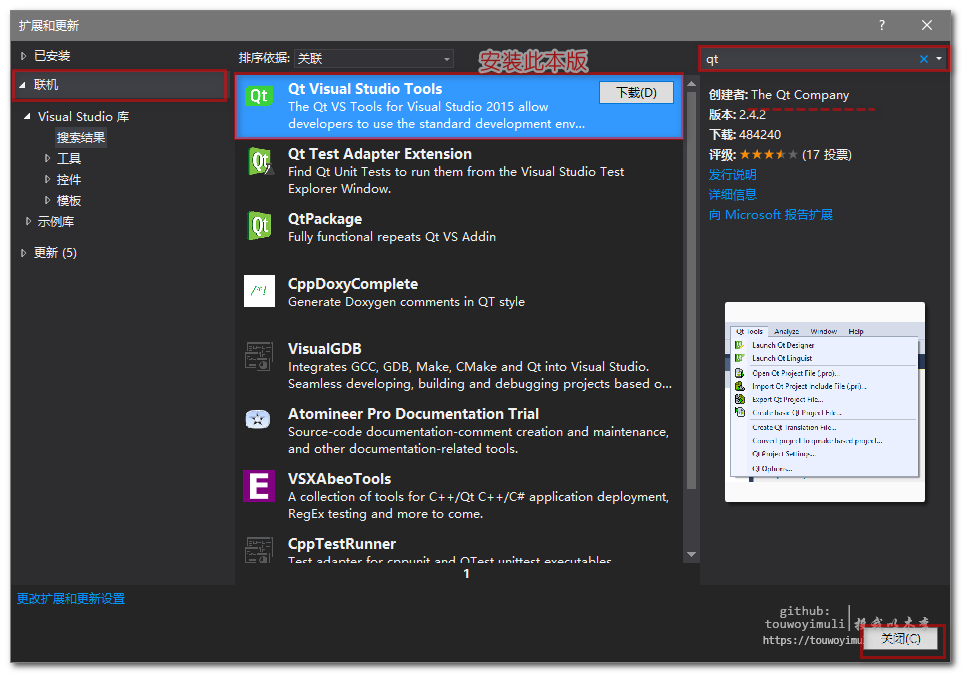 扩展和更新
已安装
联机
Visual Studio 库
搜索结果
工具
控件
模板
示例库
更新 (5)
更改扩展和更新设置
排序依据: 关联
安装此本版
Qt
Qt Visual Studio Tools
下载(D)
The Qt VS Tools for Visual Studio 2015 allow
developers to use the standard development env...
Qt
Qt Test Adapter Extension
Find Qt Unit Tests to run them from the Visual Studio Test
Explorer Window.
Qt
QtPackage
Fully functional repeats Qt VS Addin
CppDoxyComplete
Generate Doxygen comments in QT style
VisualGDB
Integrates GCC, GDB, Make, CMake and Qt into Visual Studio.
Seamless developing, building and debugging projects based o...
Atomineer Pro Documentation Trial
Source-code documentation-comment creation and maintenance,
and other documentation-related tools.
E
VSXAbeoTools
A collection of tools for C++/Qt C++/C# application deployment,
RegEx testing and more to come.
CppTestRunner
Test adapter for cppunit and QTest unittest executables
1
qt
创建者: The Qt Company
版本: 2.4.2
下载: 484240
评级: (17 投票)
发行说明
详细信息
向 Microsoft 报告扩展
Qt Tools Analyze Window Help
Launch Qt Designer
Launch Qt Linguist
Open Qt Project File (.pro)...
Import Qt Project Include File (.pri)...
Export Qt Project File...
Create basic Qt Project File...
Create Qt Translation File...
Convert project to qmake based project...
Qt Project Settings...
Qt Options...
github:
touwoyimuli
投我以木李
https://touwoyimu
关闭(C)